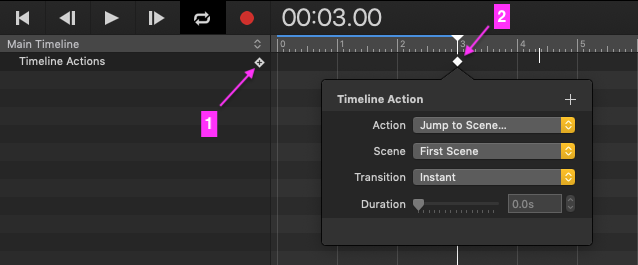 00:03.00
2
Main Timeline
0 1 2 3 4 5
Timeline Actions
1
Timeline Action
Action Jump to Scene...
Scene First Scene
Transition Instant
Duration 0.0s